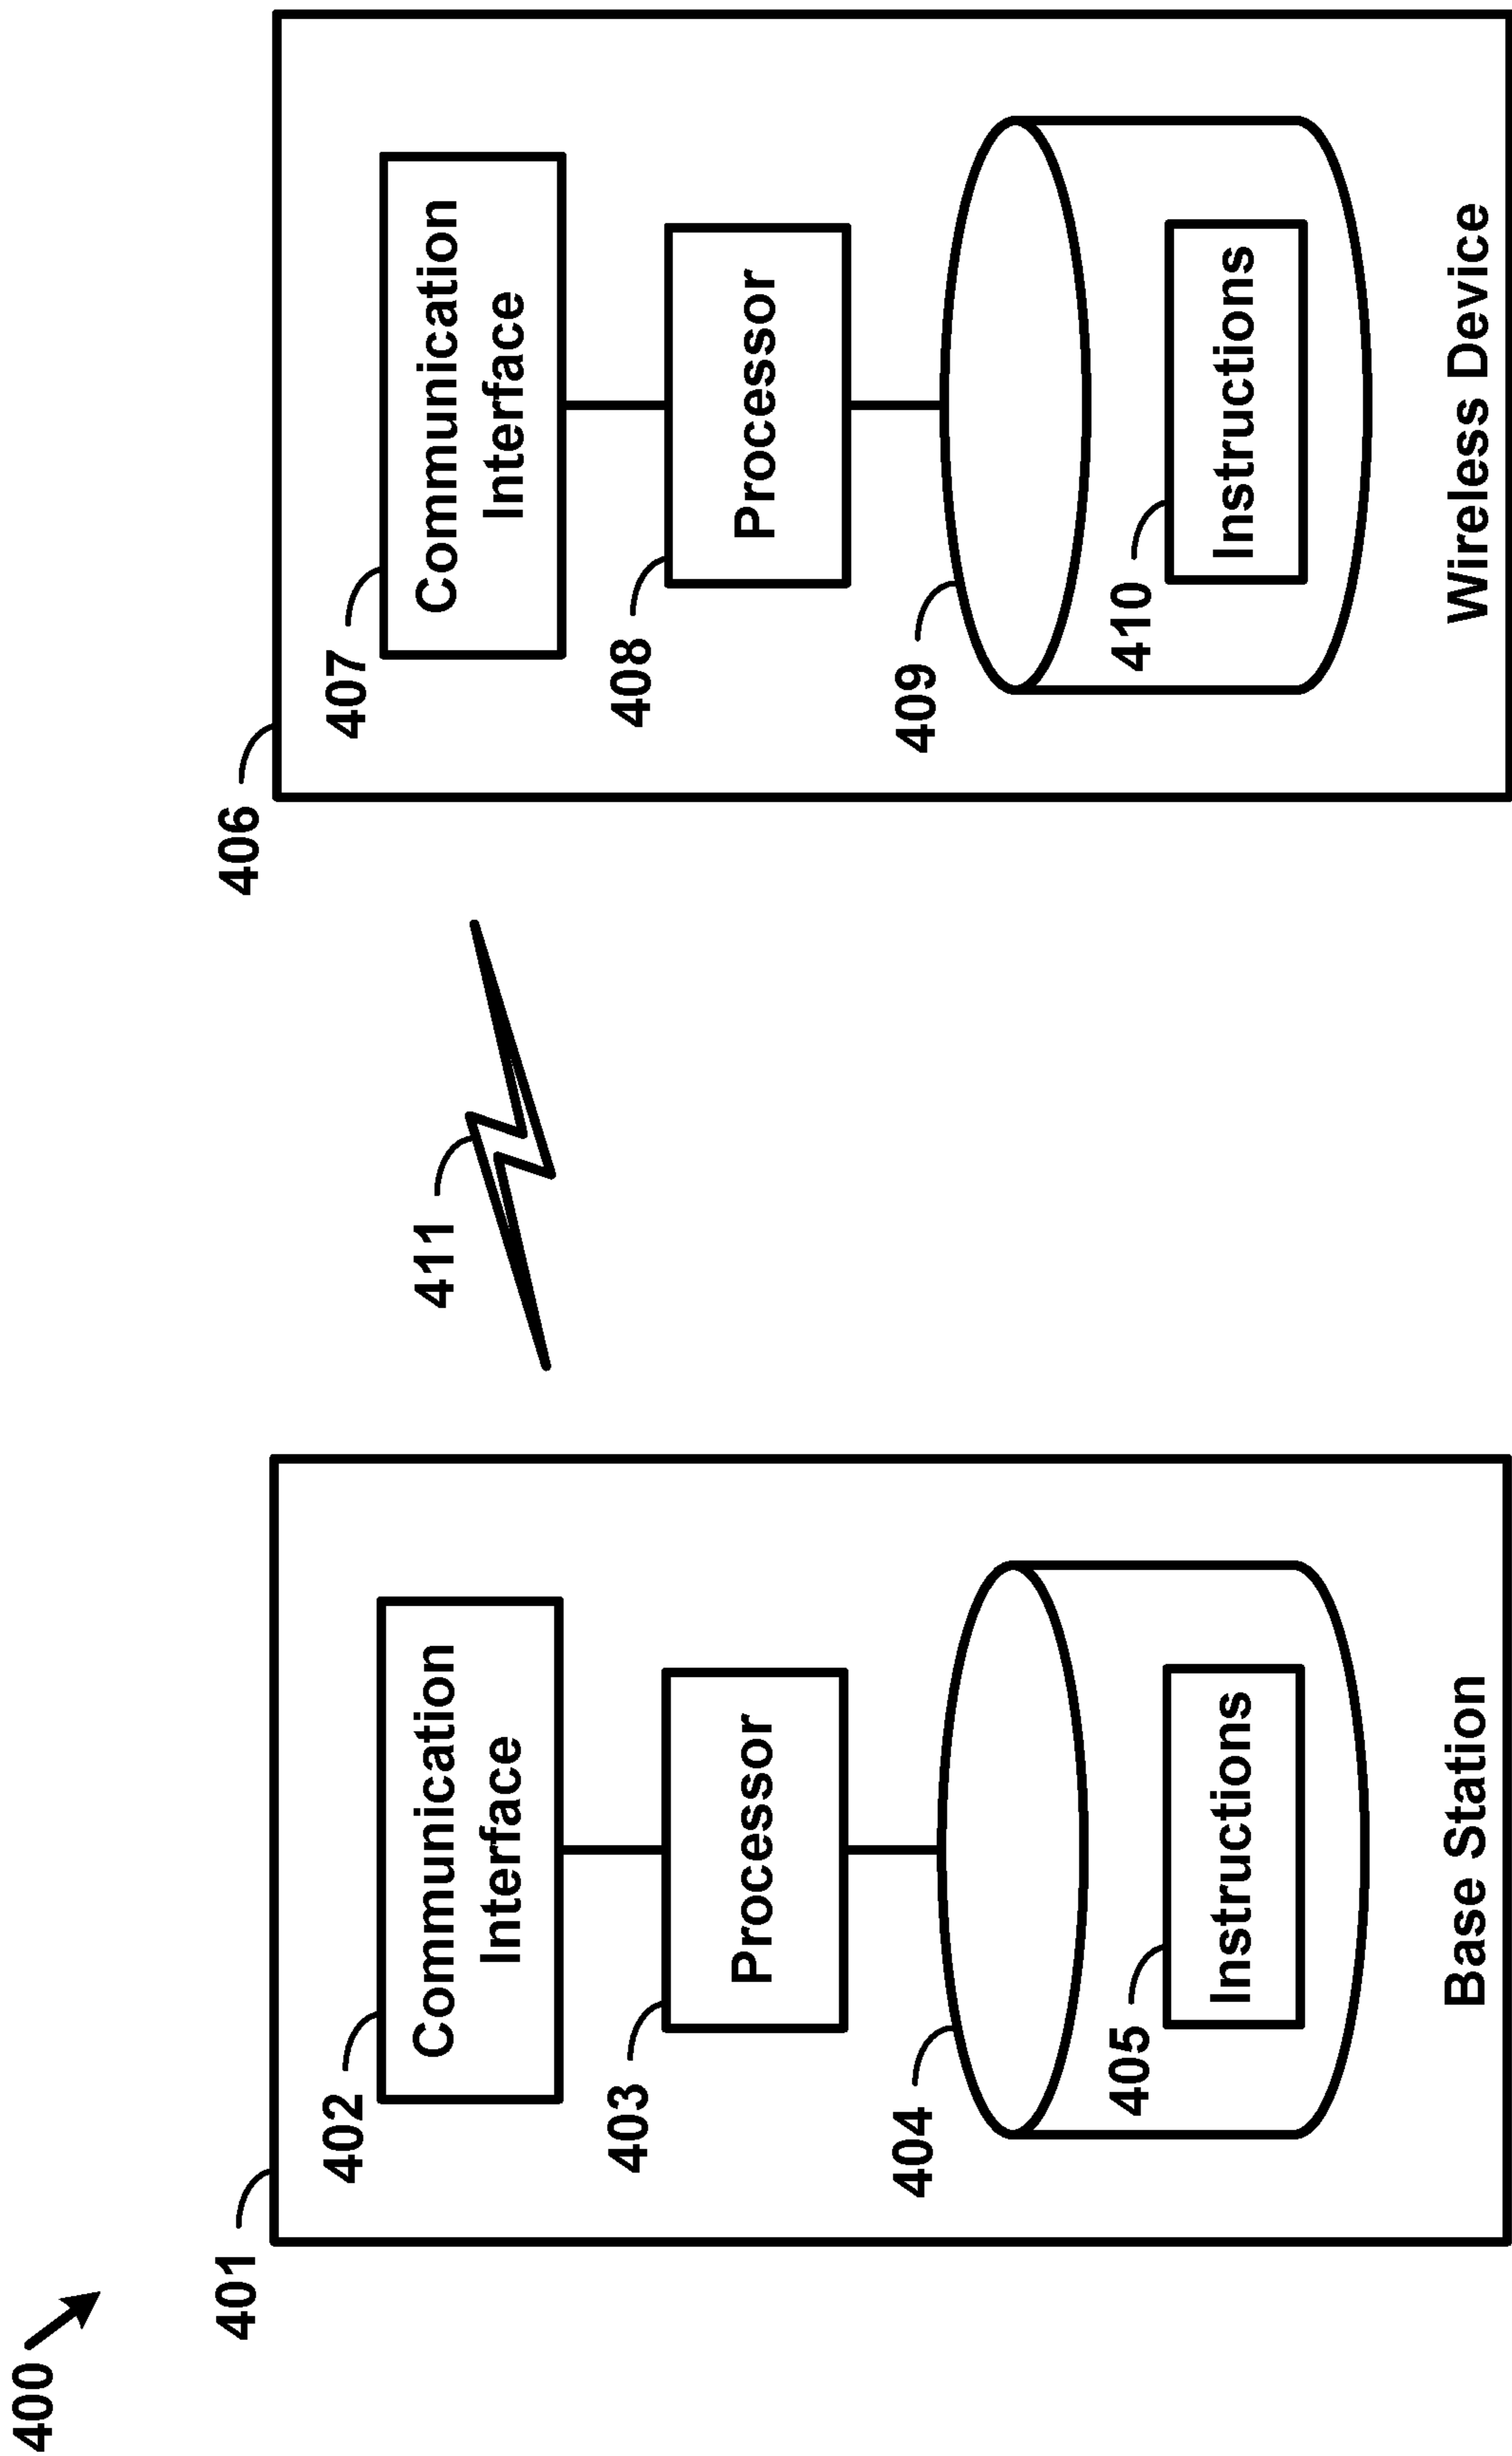 400
401
402
Communication
Interface
403
Processor
404
405
Instructions
Base Station
411
406
407
Communication
Interface
408
Processor
409
410
Instructions
Wireless Device